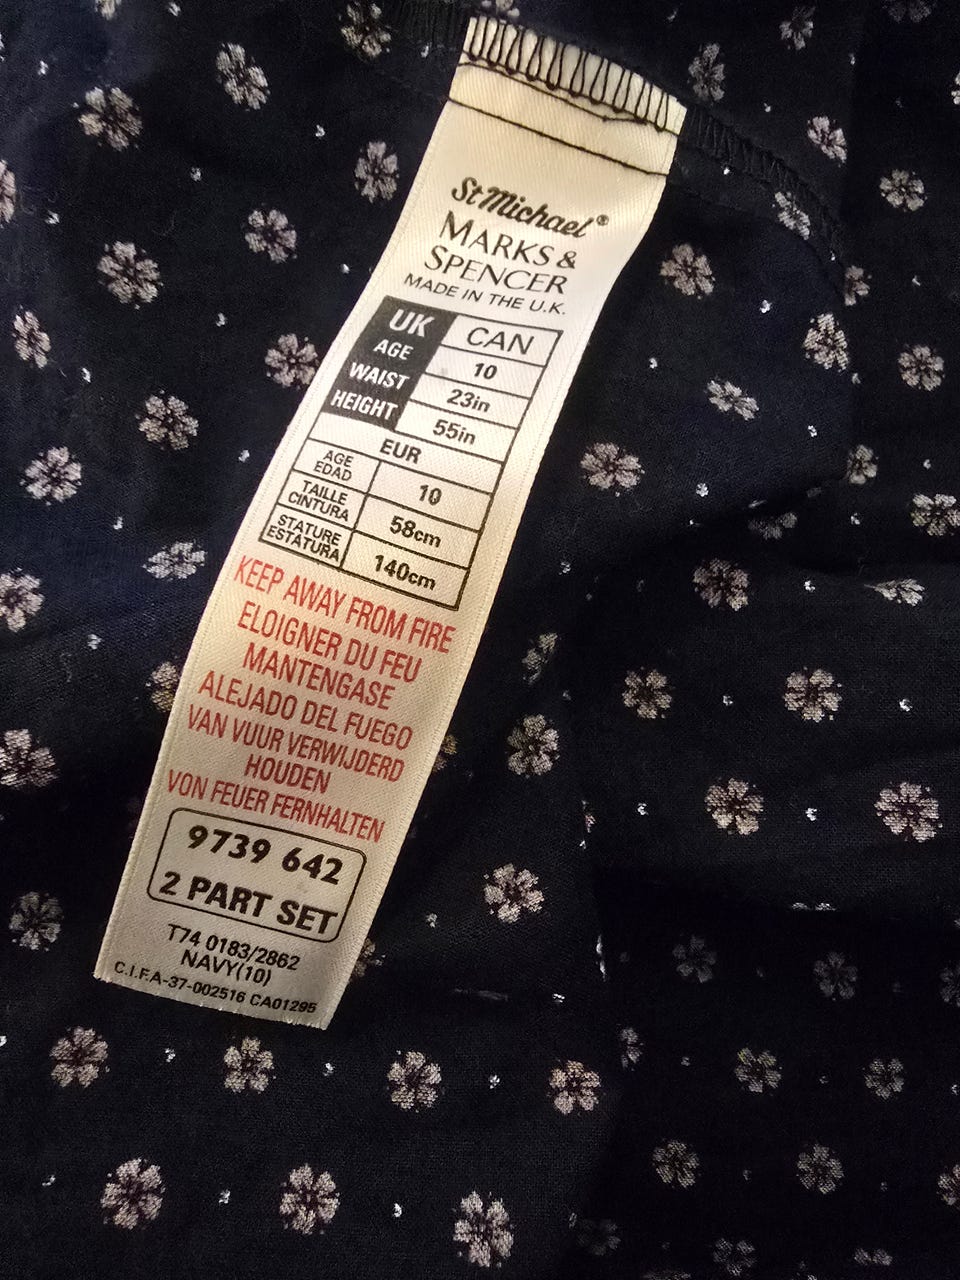 St Michael®
MARKS &
SPENCER
MADE IN THE U.K.
UK CAN
AGE 10
WAIST 23in
HEIGHT 55in
EUR
AGE
EDAD 10
TAILLE
CINTURA 58cm
STATURE
ESTATURA 140cm
KEEP AWAY FROM FIRE
ELOIGNER DU FEU
MANTENGASE
ALEJADO DEL FUEGO
VAN VUUR VERWIJDERD
HOUDEN
VON FEUER FERNHALTEN
9739 642
2 PART SET
T74 0183/2862
NAVY(10)
C.I.F.A-37-002516 CA01295